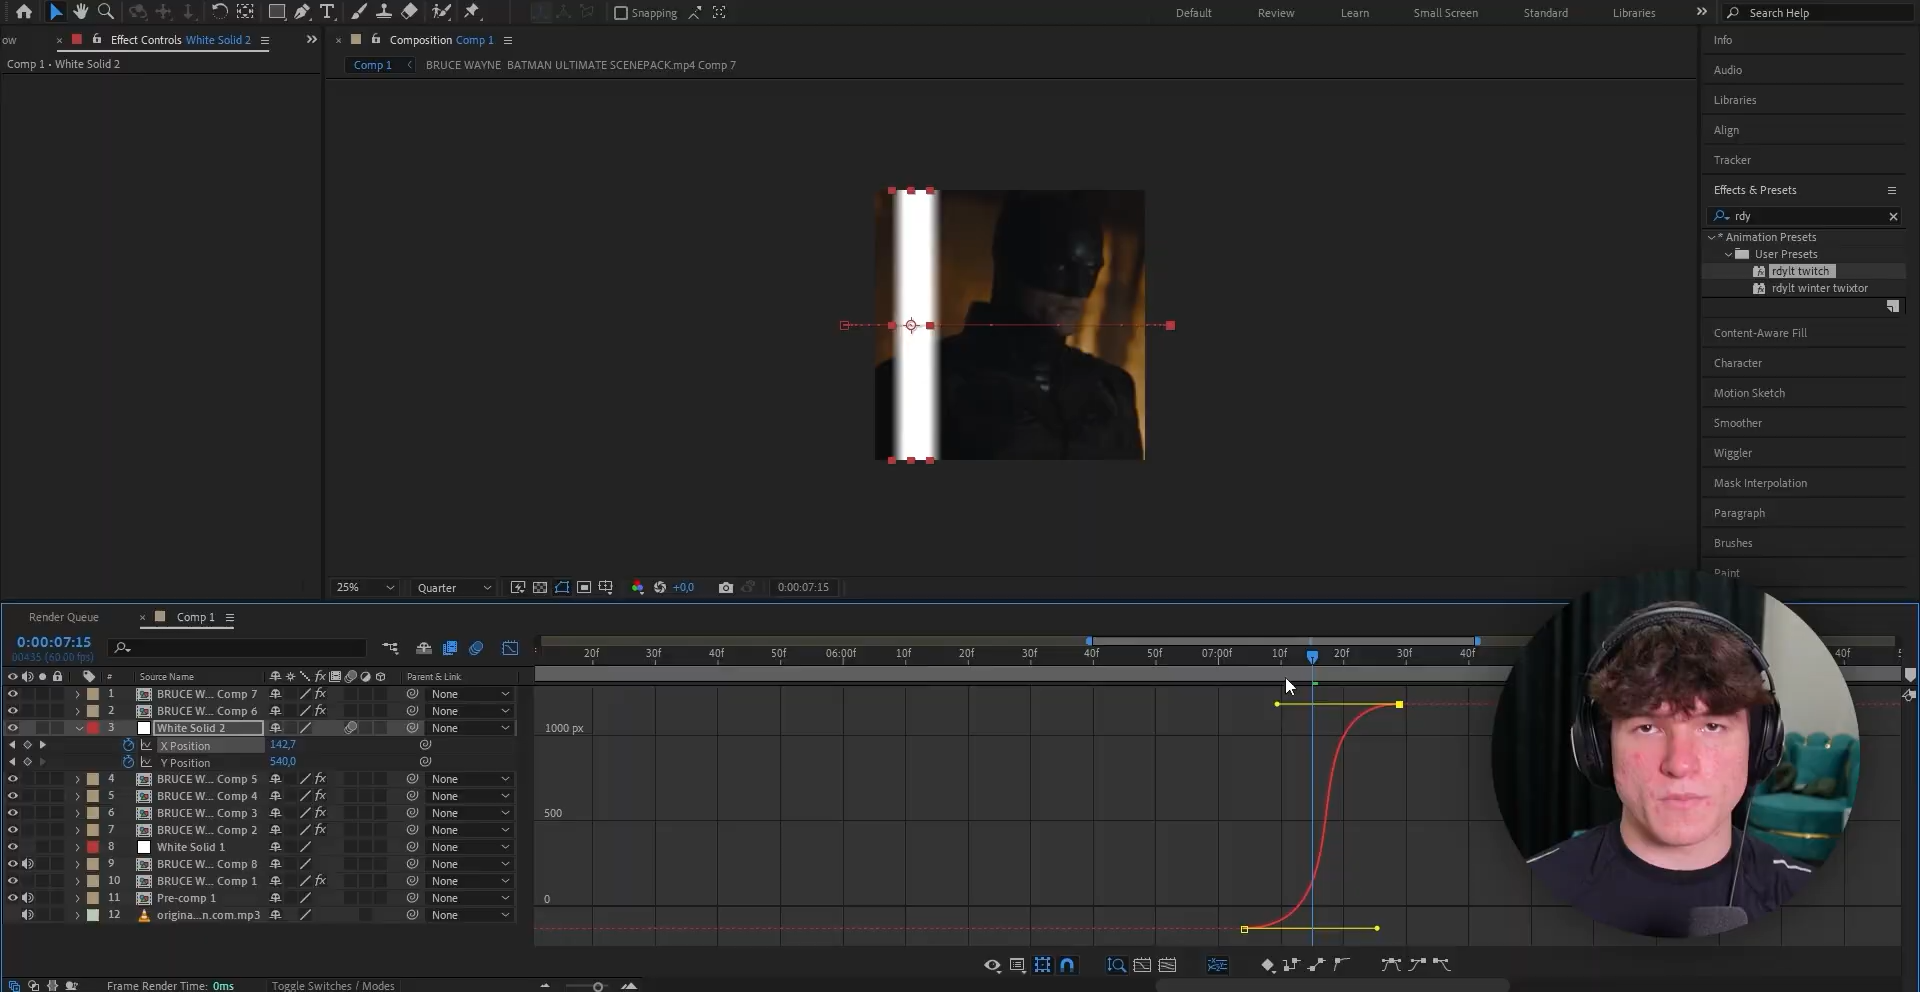 Snapping
Default
Review
Learn
Small Screen
Standard
Libraries
Search Help
ow
Effect Controls White Solid 2
Comp 1 • White Solid 2
Composition Comp 1
Comp 1
BRUCE WAYNE BATMAN ULTIMATE SCENEPACK.mp4 Comp 7
Info
Audio
Libraries
Align
Tracker
Effects & Presets
rdy
* Animation Presets
User Presets
rdylt twitch
rdylt winter twixtor
Content-Aware Fill
Character
Motion Sketch
Smoother
Wiggler
Mask Interpolation
Paragraph
Brushes
Paint
25%
Quarter
+0,0
0:00:07:15
Render Queue
Comp 1
0:00:07:15
00435 (60.00 fps)
20f 30f 40f 50f 06:00f 10f 20f 30f 40f 50f 07:00f 10f 20f 30f 40f 40f
# Source Name Parent & Link
1 BRUCE W... Comp 7 None
2 BRUCE W... Comp 6 None
3 White Solid 2 None
X Position 142,7
Y Position 540,0
4 BRUCE W... Comp 5 None
5 BRUCE W... Comp 4 None
6 BRUCE W... Comp 3 None
7 BRUCE W... Comp 2 None
8 White Solid 1 None
9 BRUCE W... Comp 8 None
10 BRUCE W... Comp 1 None
11 Pre-comp 1 None
12 origina...n.com.mp3 None
1000 px
500
0
Frame Render Time: 0ms
Toggle Switches / Modes